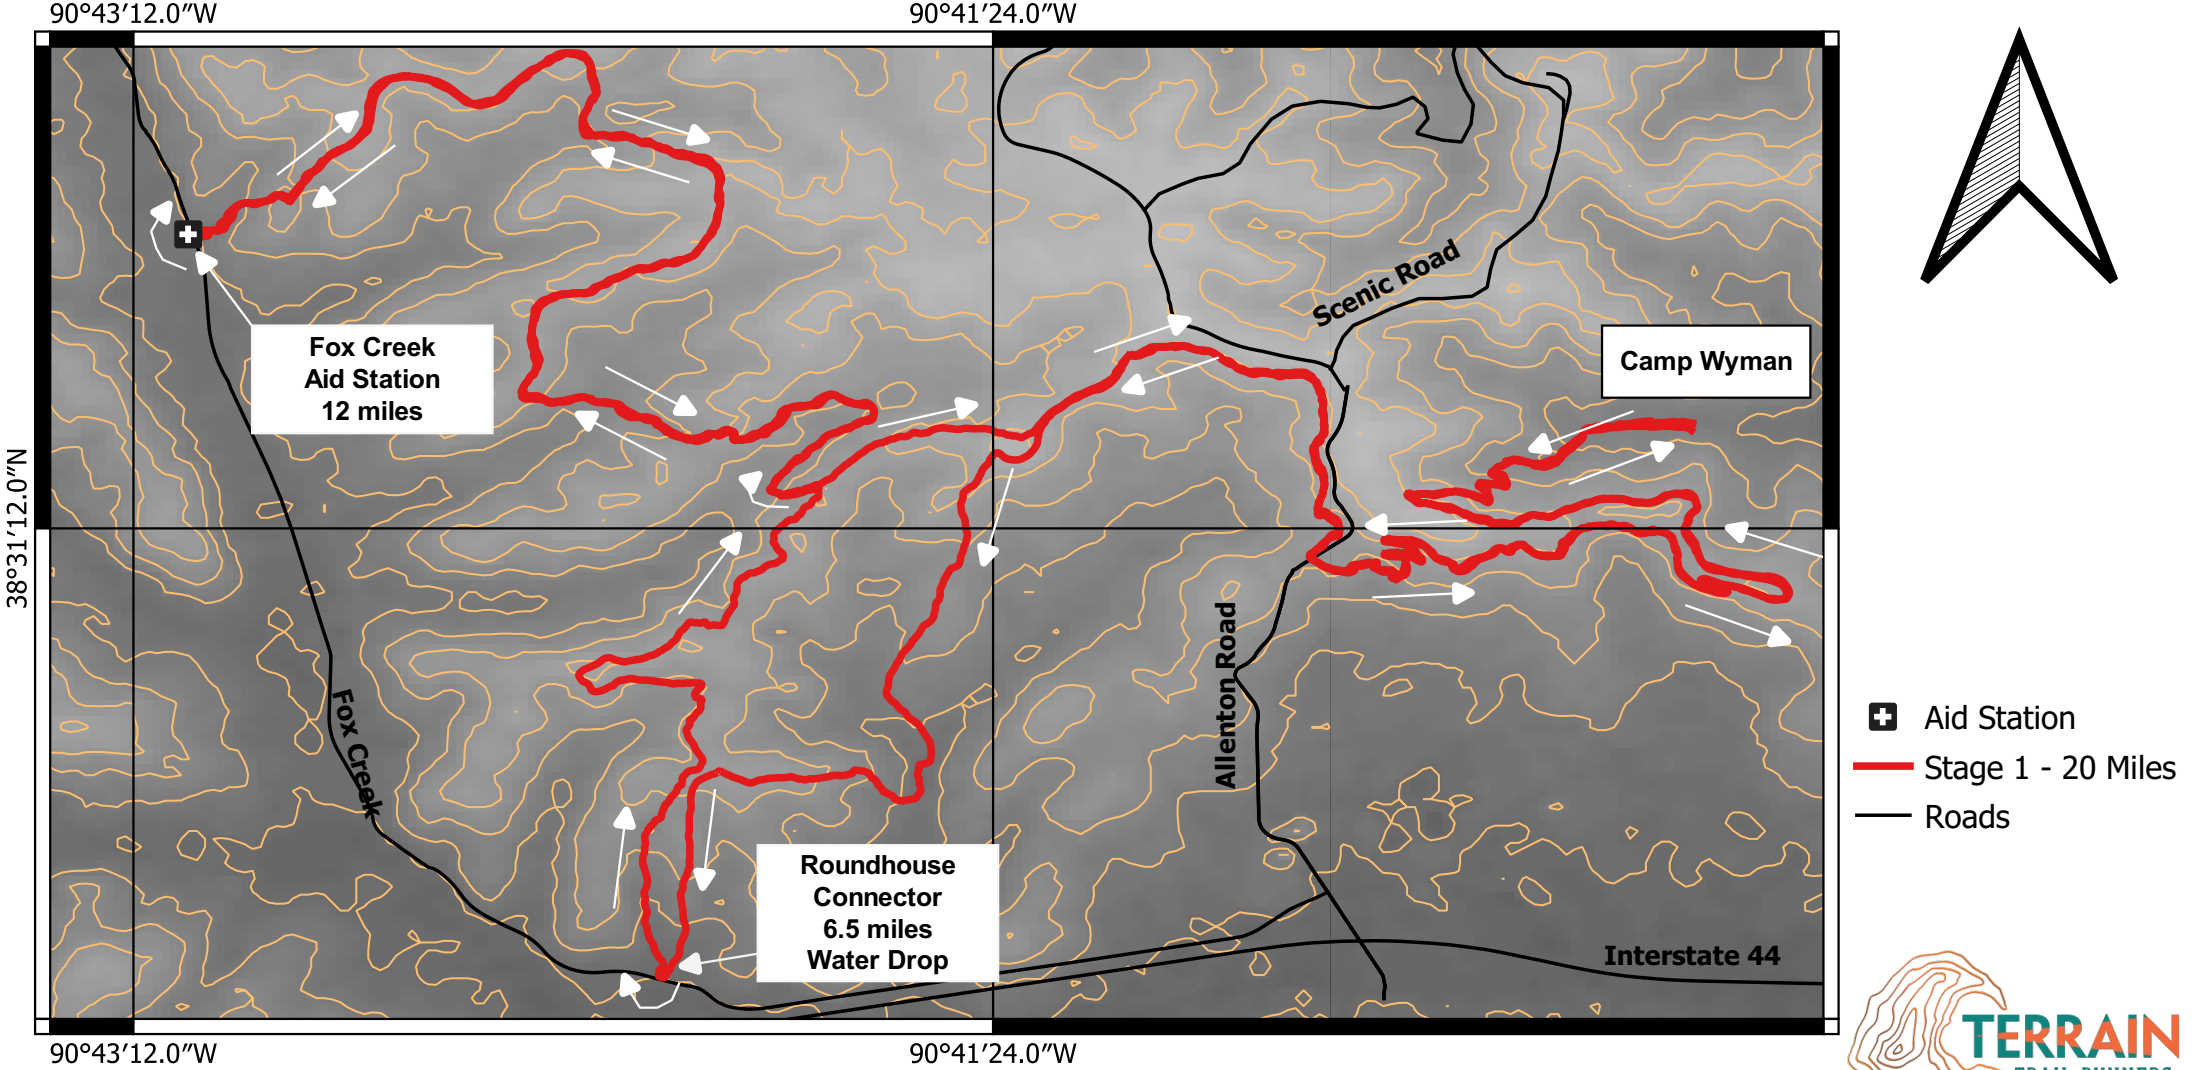 90°43′12.0″W
90°41′24.0″W
Scenic Road
Camp Wyman
Fox Creek
Aid Station
12 miles
38°31′12.0″N
Allenton Road
Fox Creek
Aid Station
Stage 1 - 20 Miles
Roads
Roundhouse
Connector
6.5 miles
Water Drop
Interstate 44
TERRAIN
90°43′12.0″W
90°41′24.0″W